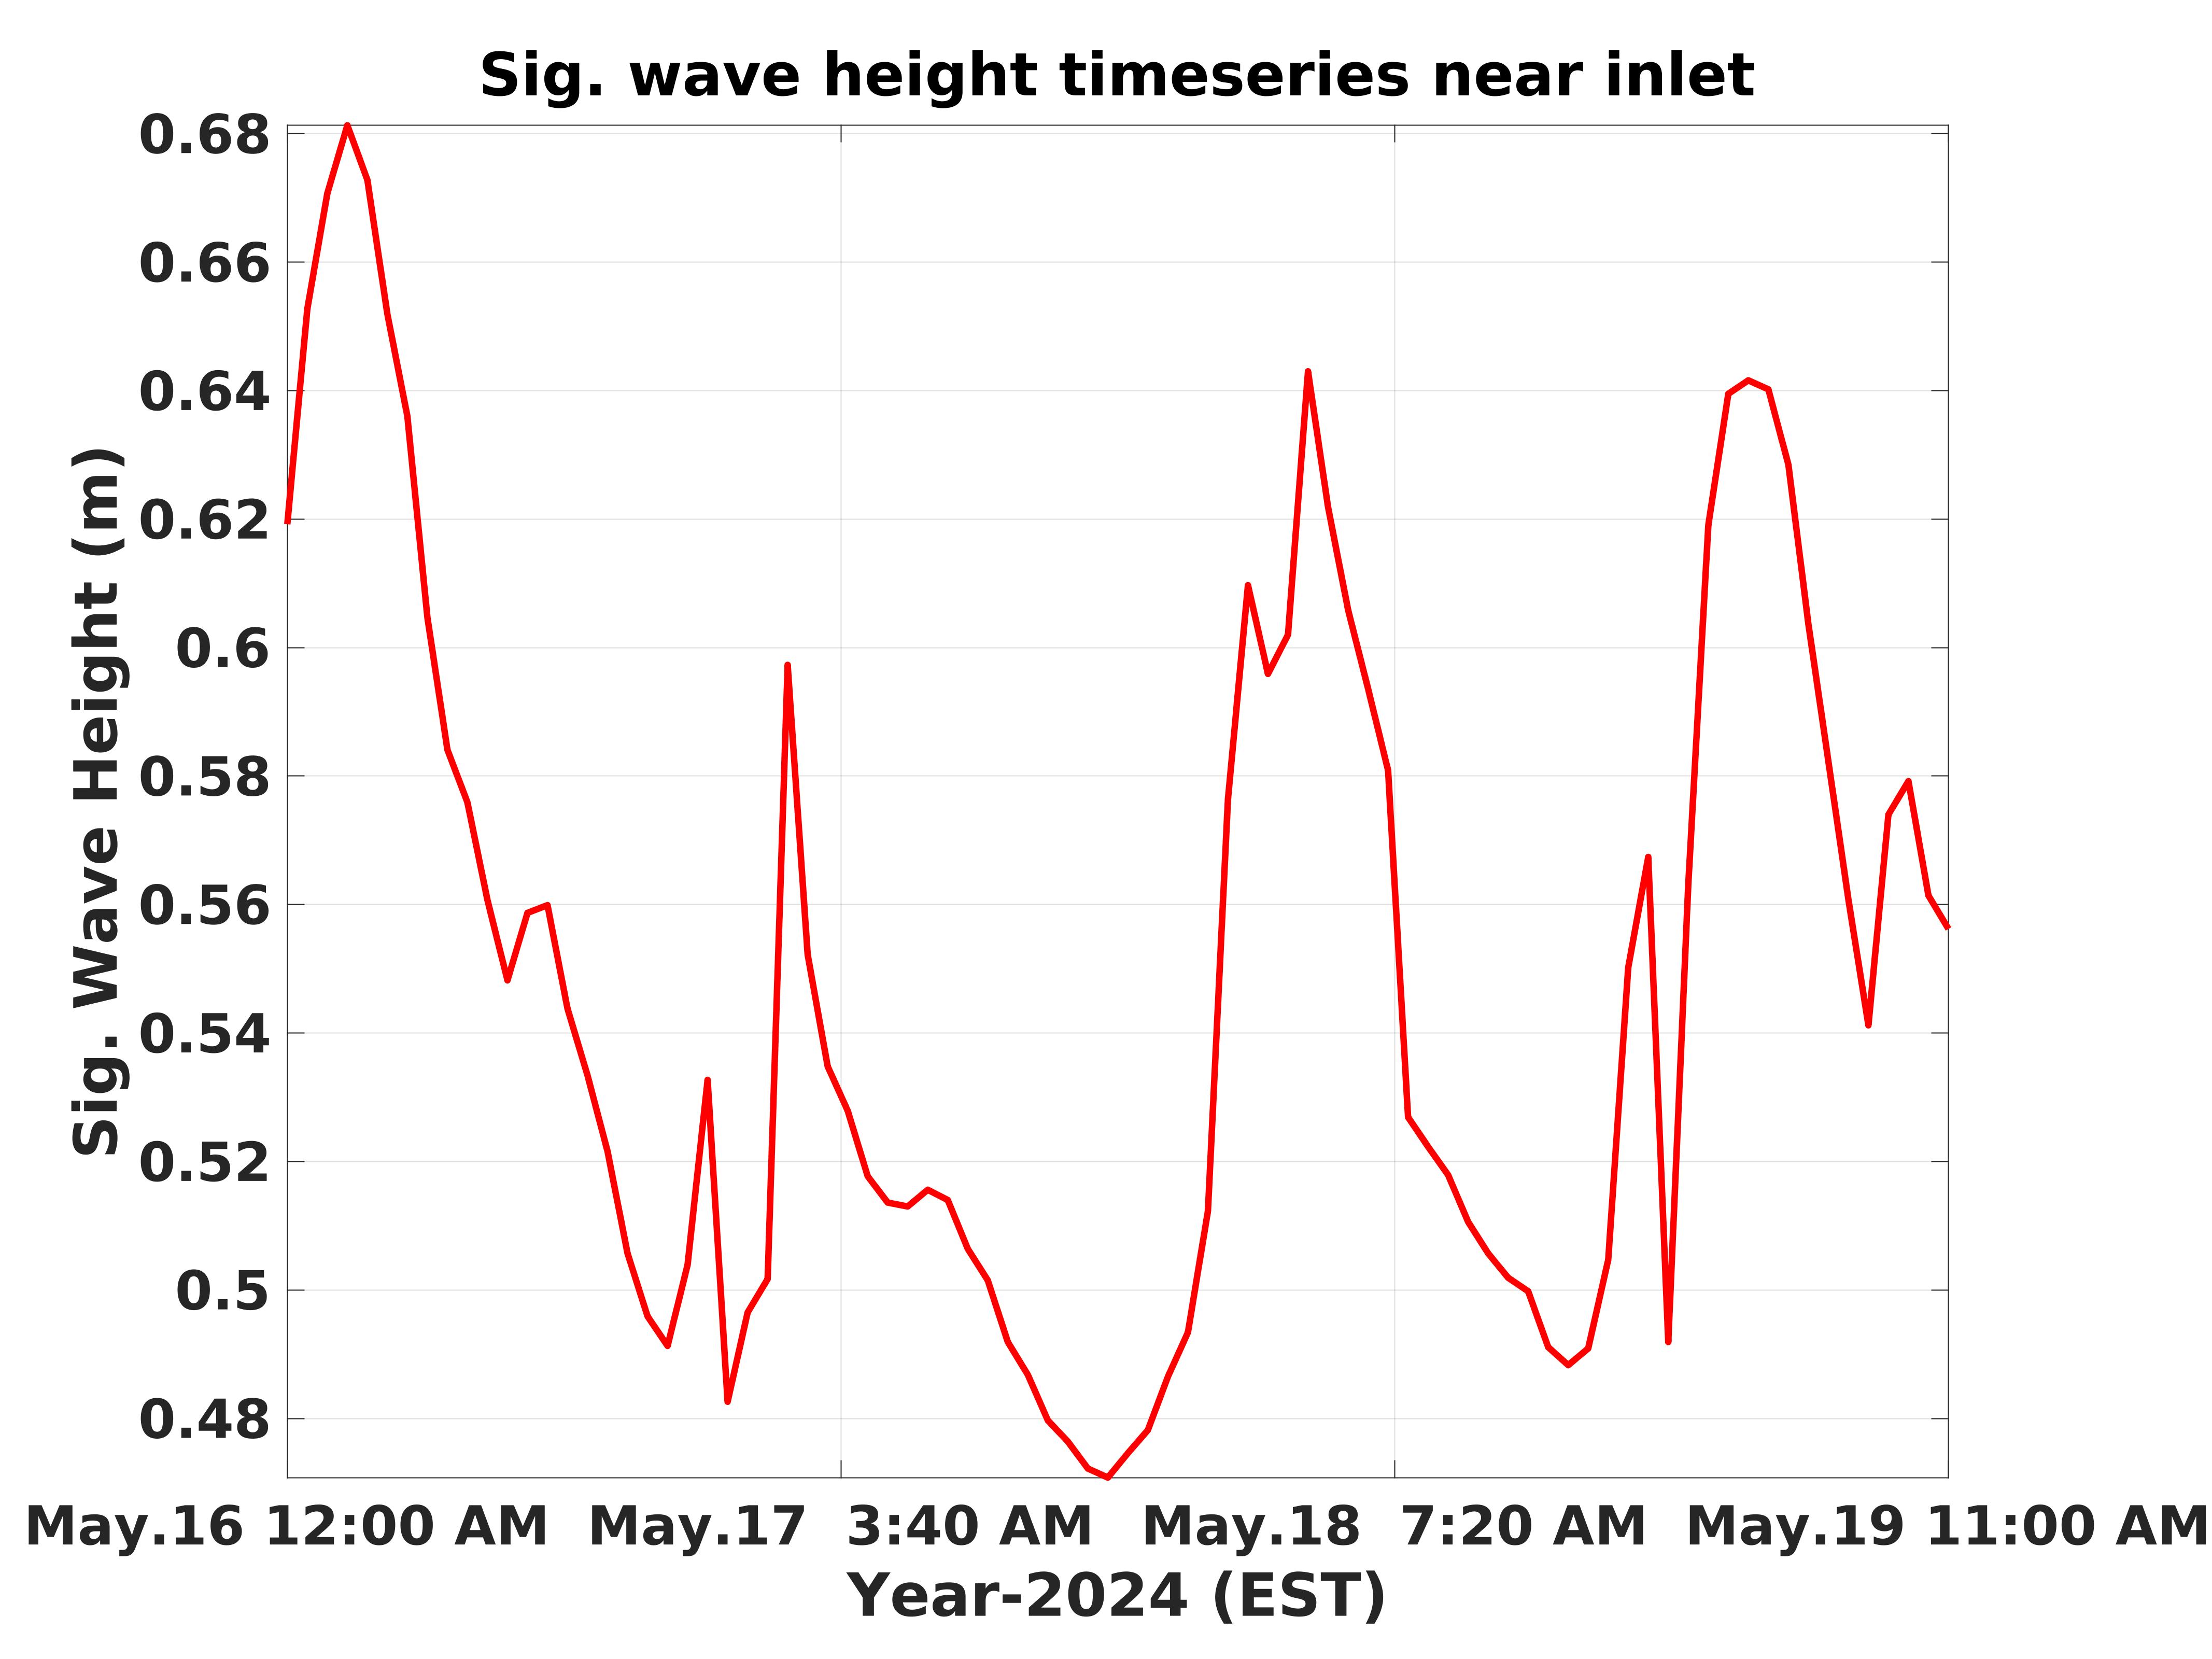 Sig. wave height timeseries near inlet
0.68
0.66
0.64
0.62
0.6
0.58
0.56
0.54
0.52
0.5
0.48
Sig. Wave Height (m)
May.16 12:00 AM May.17 3:40 AM May.18 7:20 AM May.19 11:00 AM
Year-2024 (EST)